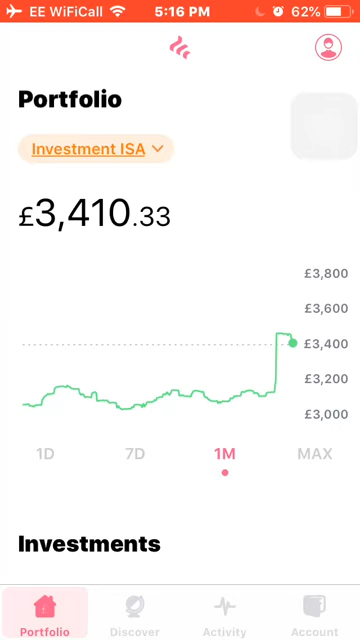 EE WiFiCall 5:16 PM 62%
Portfolio
Investment ISA
£3,410.33
£3,800
£3,600
£3,400
£3,200
£3,000
1D 7D 1M MAX
Investments
Portfolio Discover Activity Account